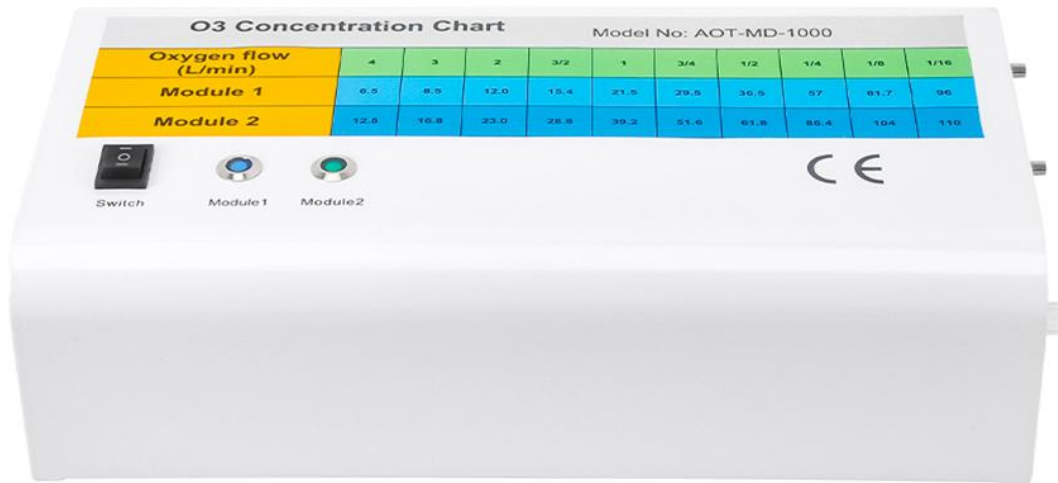 O3 Concentration Chart Model No: AOT-MD-1000
Oxygen flow (L/min) 4 3 2 3/2 1 3/4 1/2 1/4 1/8 1/16
Module 1 6.5 8.5 12.0 15.4 21.5 29.5 36.5 57 81.7 96
Module 2 12.8 16.8 23.0 28.8 39.2 51.6 61.8 86.4 104 110
CE
Switch Module1 Module2